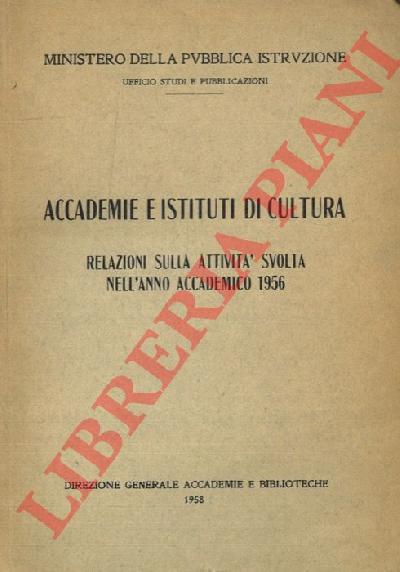 MINISTERO DELLA PVBBLICA ISTRVZIONE
UFFICIO STUDI E PUBBLICAZIONI
ACCADEMIE E ISTITUTI DI CULTURA
RELAZIONI SULLA ATTIVITA' SVOLTA
NELL'ANNO ACCADEMICO 1956
DIREZIONE GENERALE ACCADEMIE E BIBLIOTECHE
1958
LIBRERIA PIANI